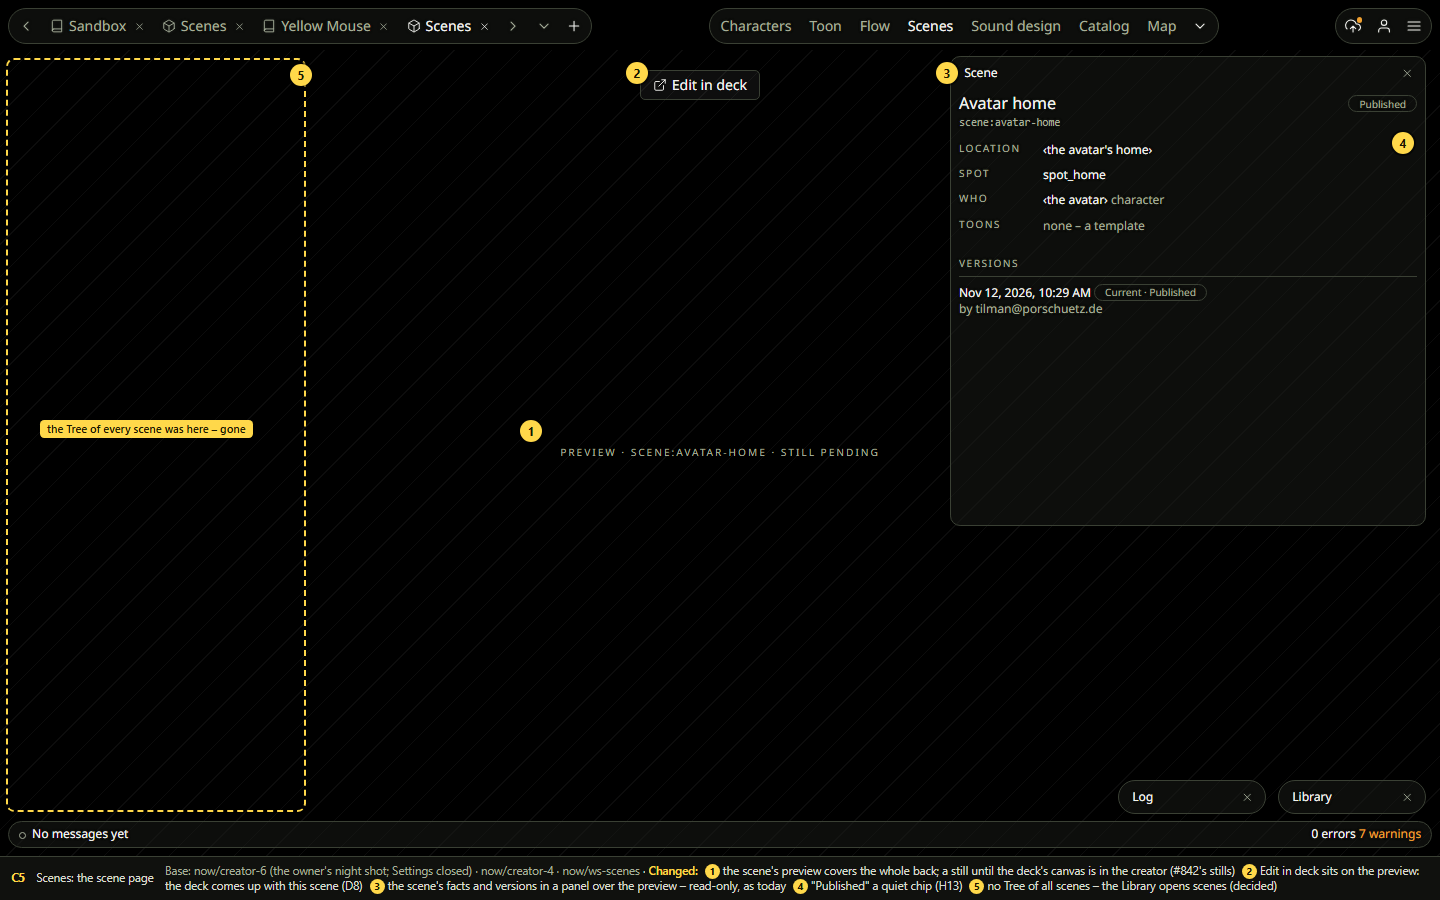 Sandbox Scenes Yellow Mouse Scenes
Characters Toon Flow Scenes Sound design Catalog Map
5
2 Edit in deck
3 Scene
Avatar home Published
scene:avatar-home
4
LOCATION ‹the avatar's home›
SPOT spot_home
WHO ‹the avatar› character
TOONS none – a template
VERSIONS
Nov 12, 2026, 10:29 AM Current · Published
by tilman@porschuetz.de
the Tree of every scene was here – gone
1
PREVIEW · SCENE:AVATAR-HOME · STILL PENDING
Log Library
No messages yet 0 errors 7 warnings
C5 Scenes: the scene page
Base: now/creator-6 (the owner's night shot; Settings closed) · now/creator-4 · now/ws-scenes · Changed: 1 the scene's preview covers the whole back; a still until the deck's canvas is in the creator (#842's stills) 2 Edit in deck sits on the preview:
the deck comes up with this scene (D8) 3 the scene's facts and versions in a panel over the preview – read-only, as today 4 "Published" a quiet chip (H13) 5 no Tree of all scenes – the Library opens scenes (decided)